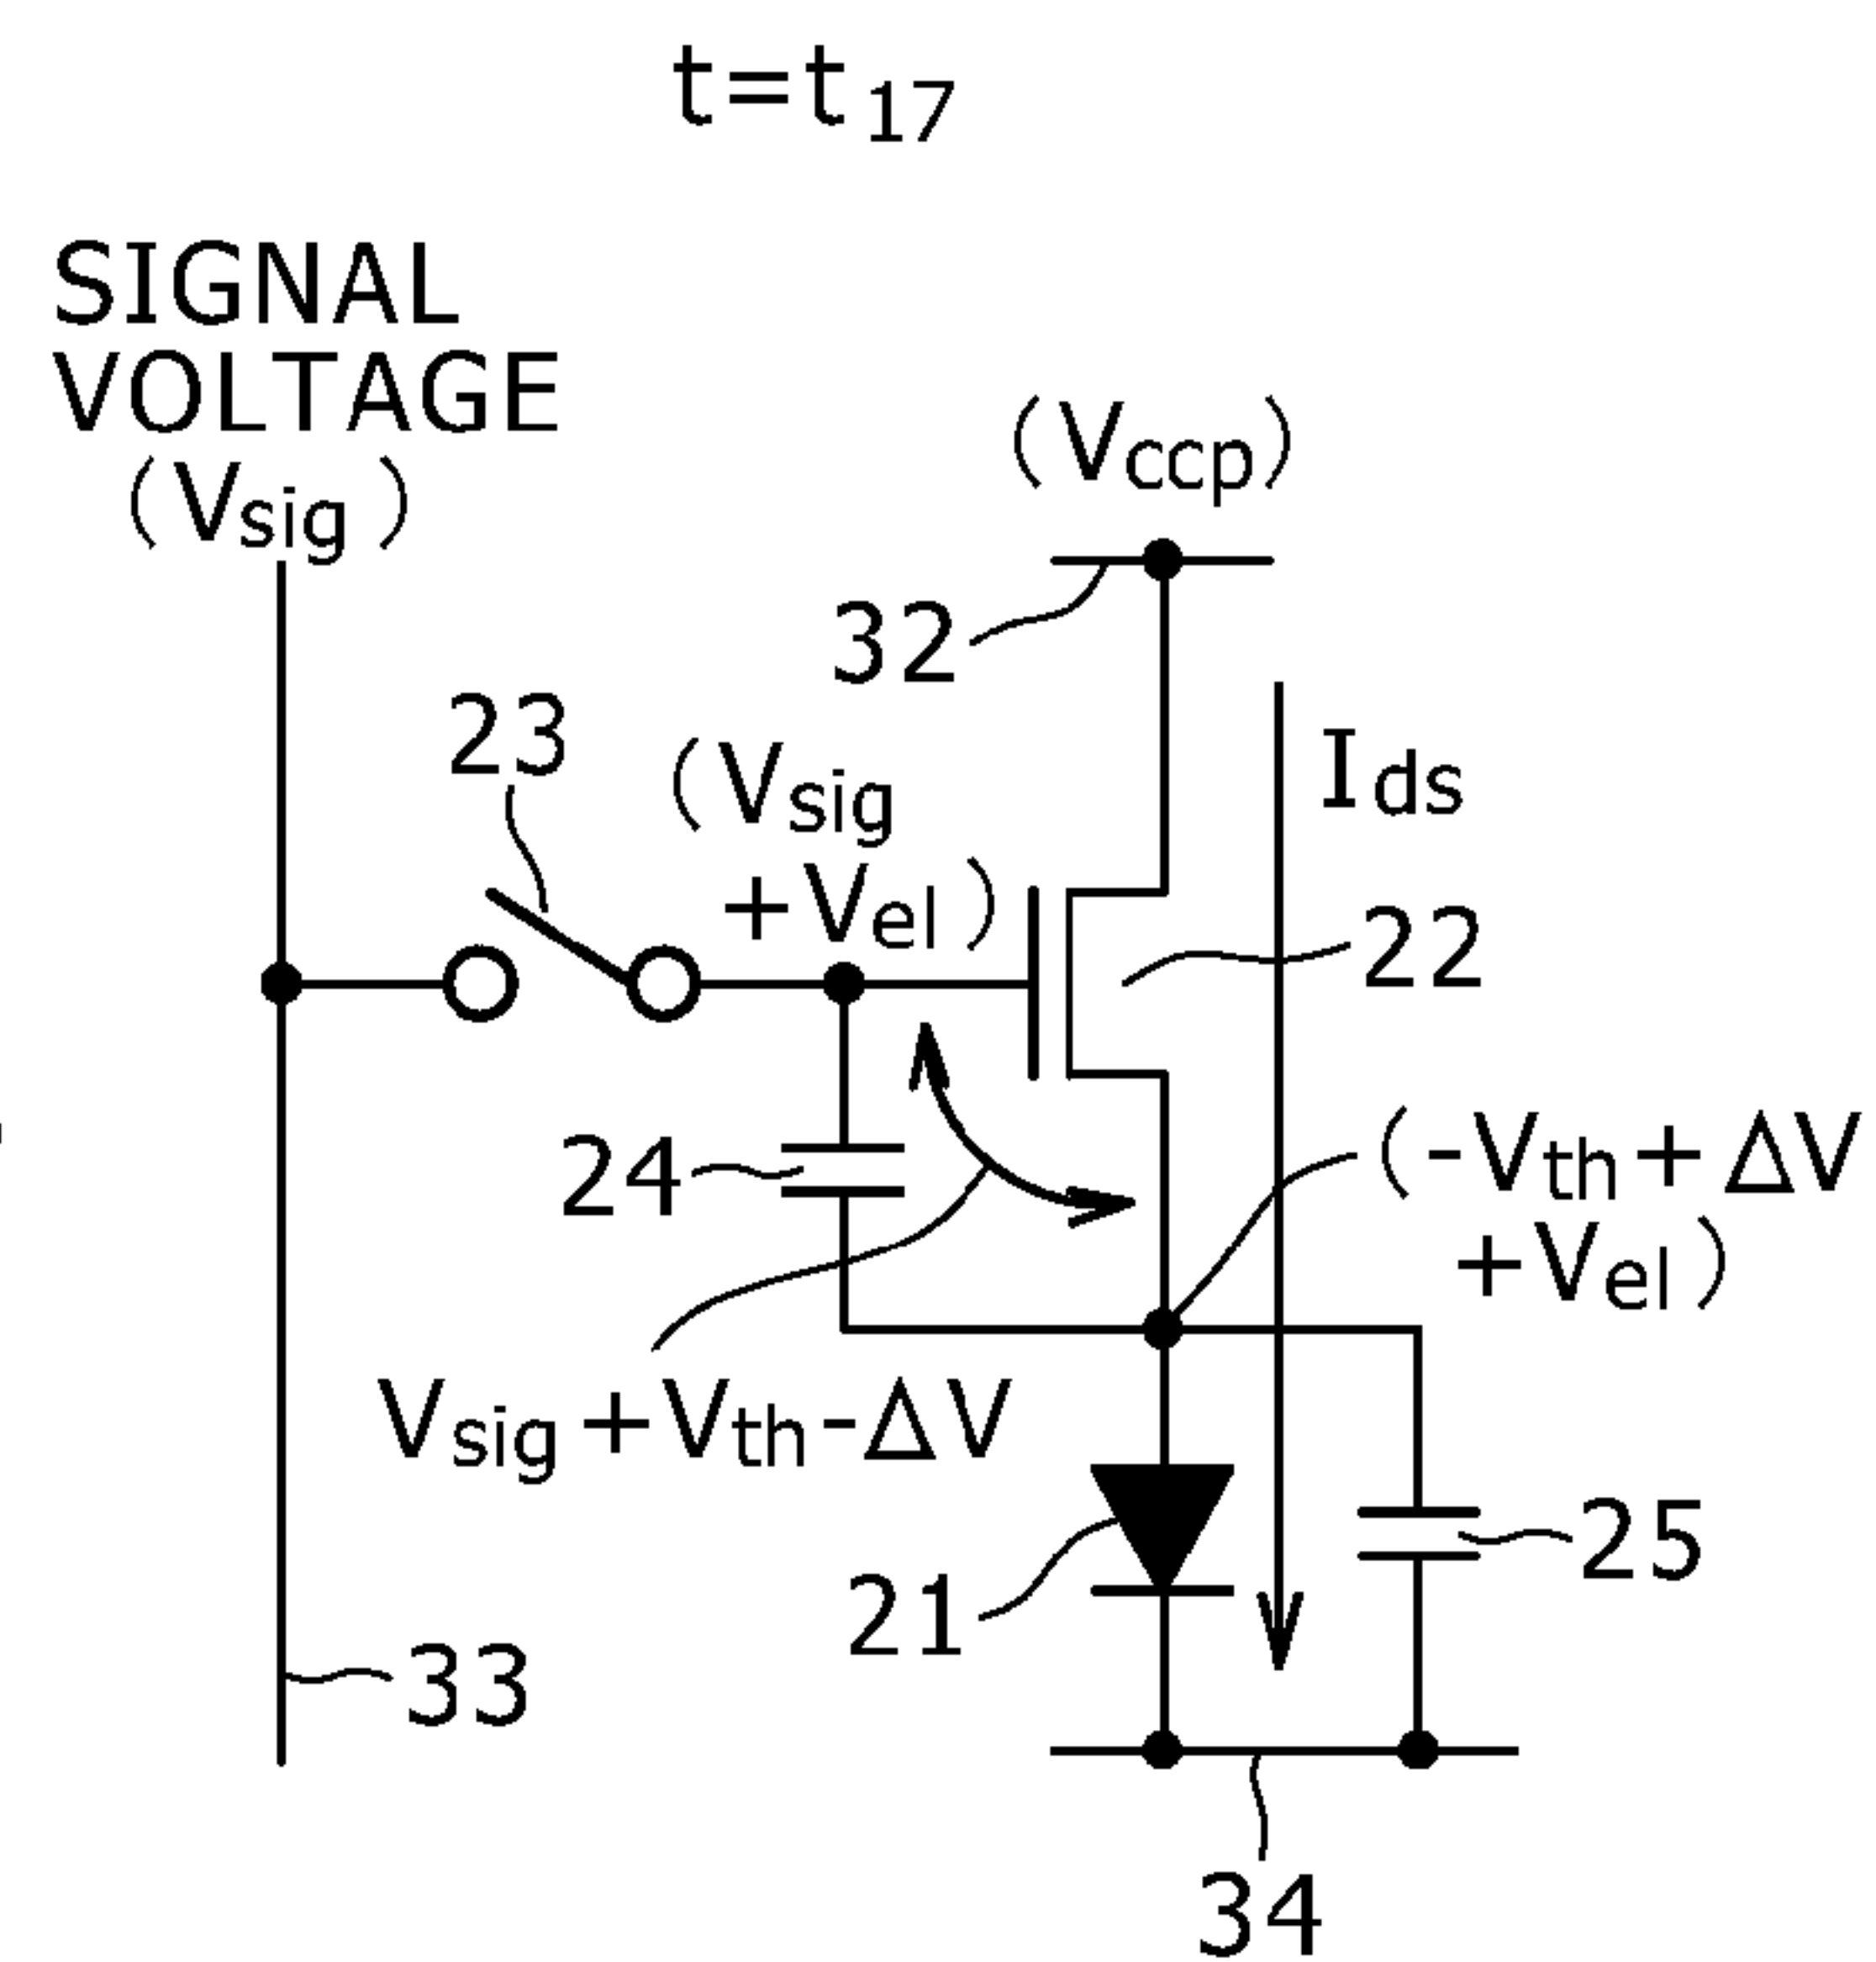 t=t17
SIGNAL
VOLTAGE
(Vsig)
(Vccp)
32
23
(Vsig
+Vel)
Ids
22
24
(-Vth+ΔV
+Vel)
Vsig+Vth-ΔV
25
21
33
34